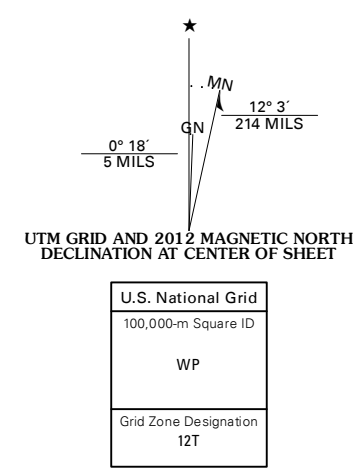 ★
MN
GN
12° 3´
214 MILS
0° 18´
5 MILS
UTM GRID AND 2012 MAGNETIC NORTH
DECLINATION AT CENTER OF SHEET
U.S. National Grid
100,000-m Square ID
WP
Grid Zone Designation
12T